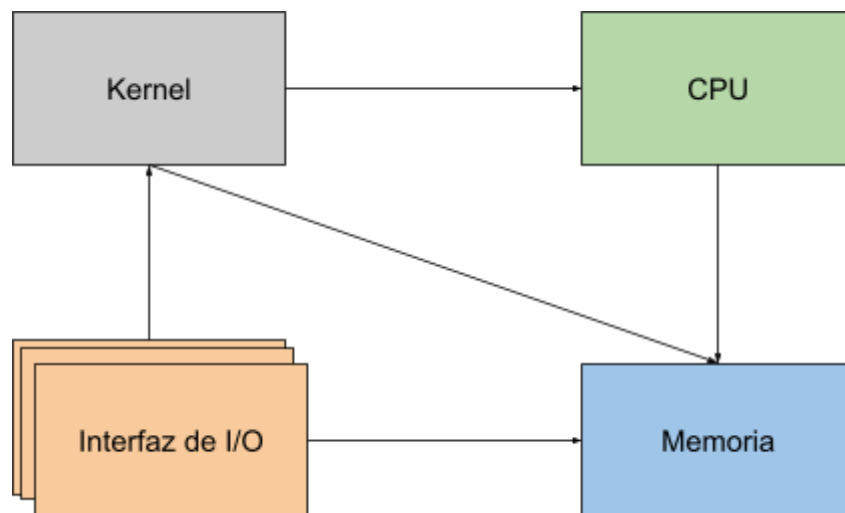 Kernel
CPU
Interfaz de I/O
Memoria